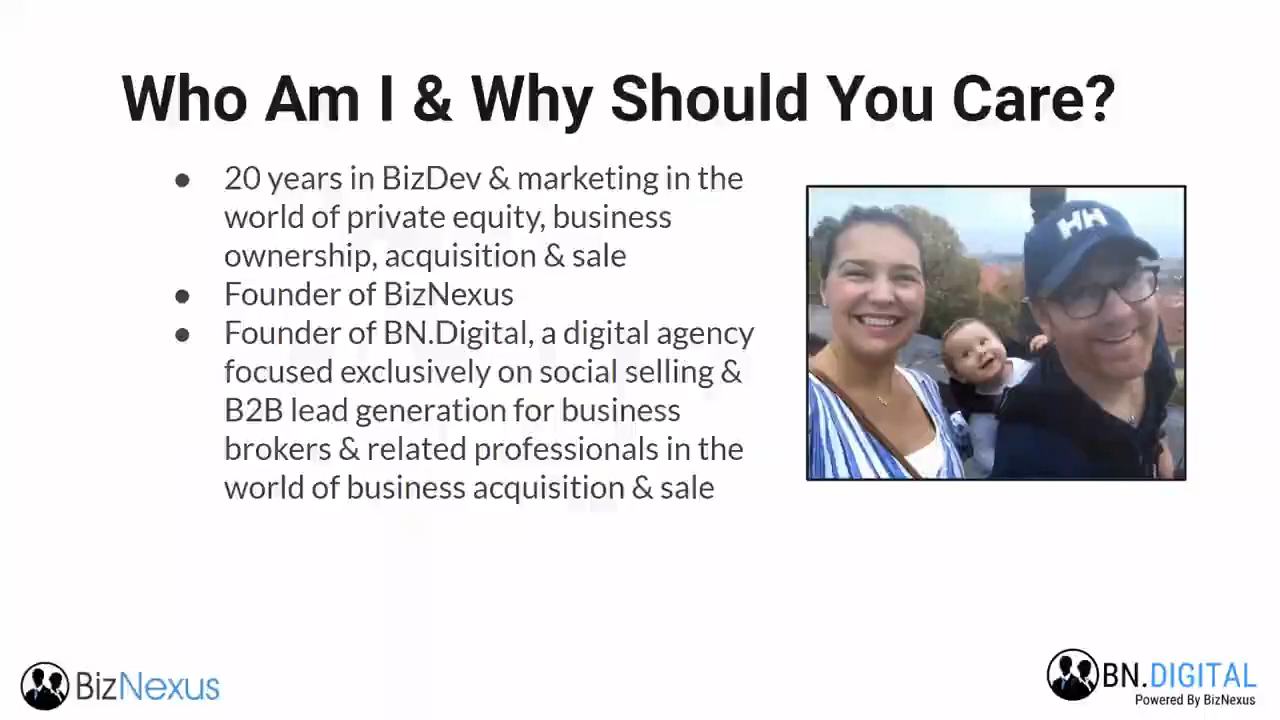 Who Am I & Why Should You Care?
● 20 years in BizDev & marketing in the
world of private equity, business
ownership, acquisition & sale
● Founder of BizNexus
● Founder of BN.Digital, a digital agency
focused exclusively on social selling &
B2B lead generation for business
brokers & related professionals in the
world of business acquisition & sale
HH
BizNexus
BN.DIGITAL
Powered By BizNexus